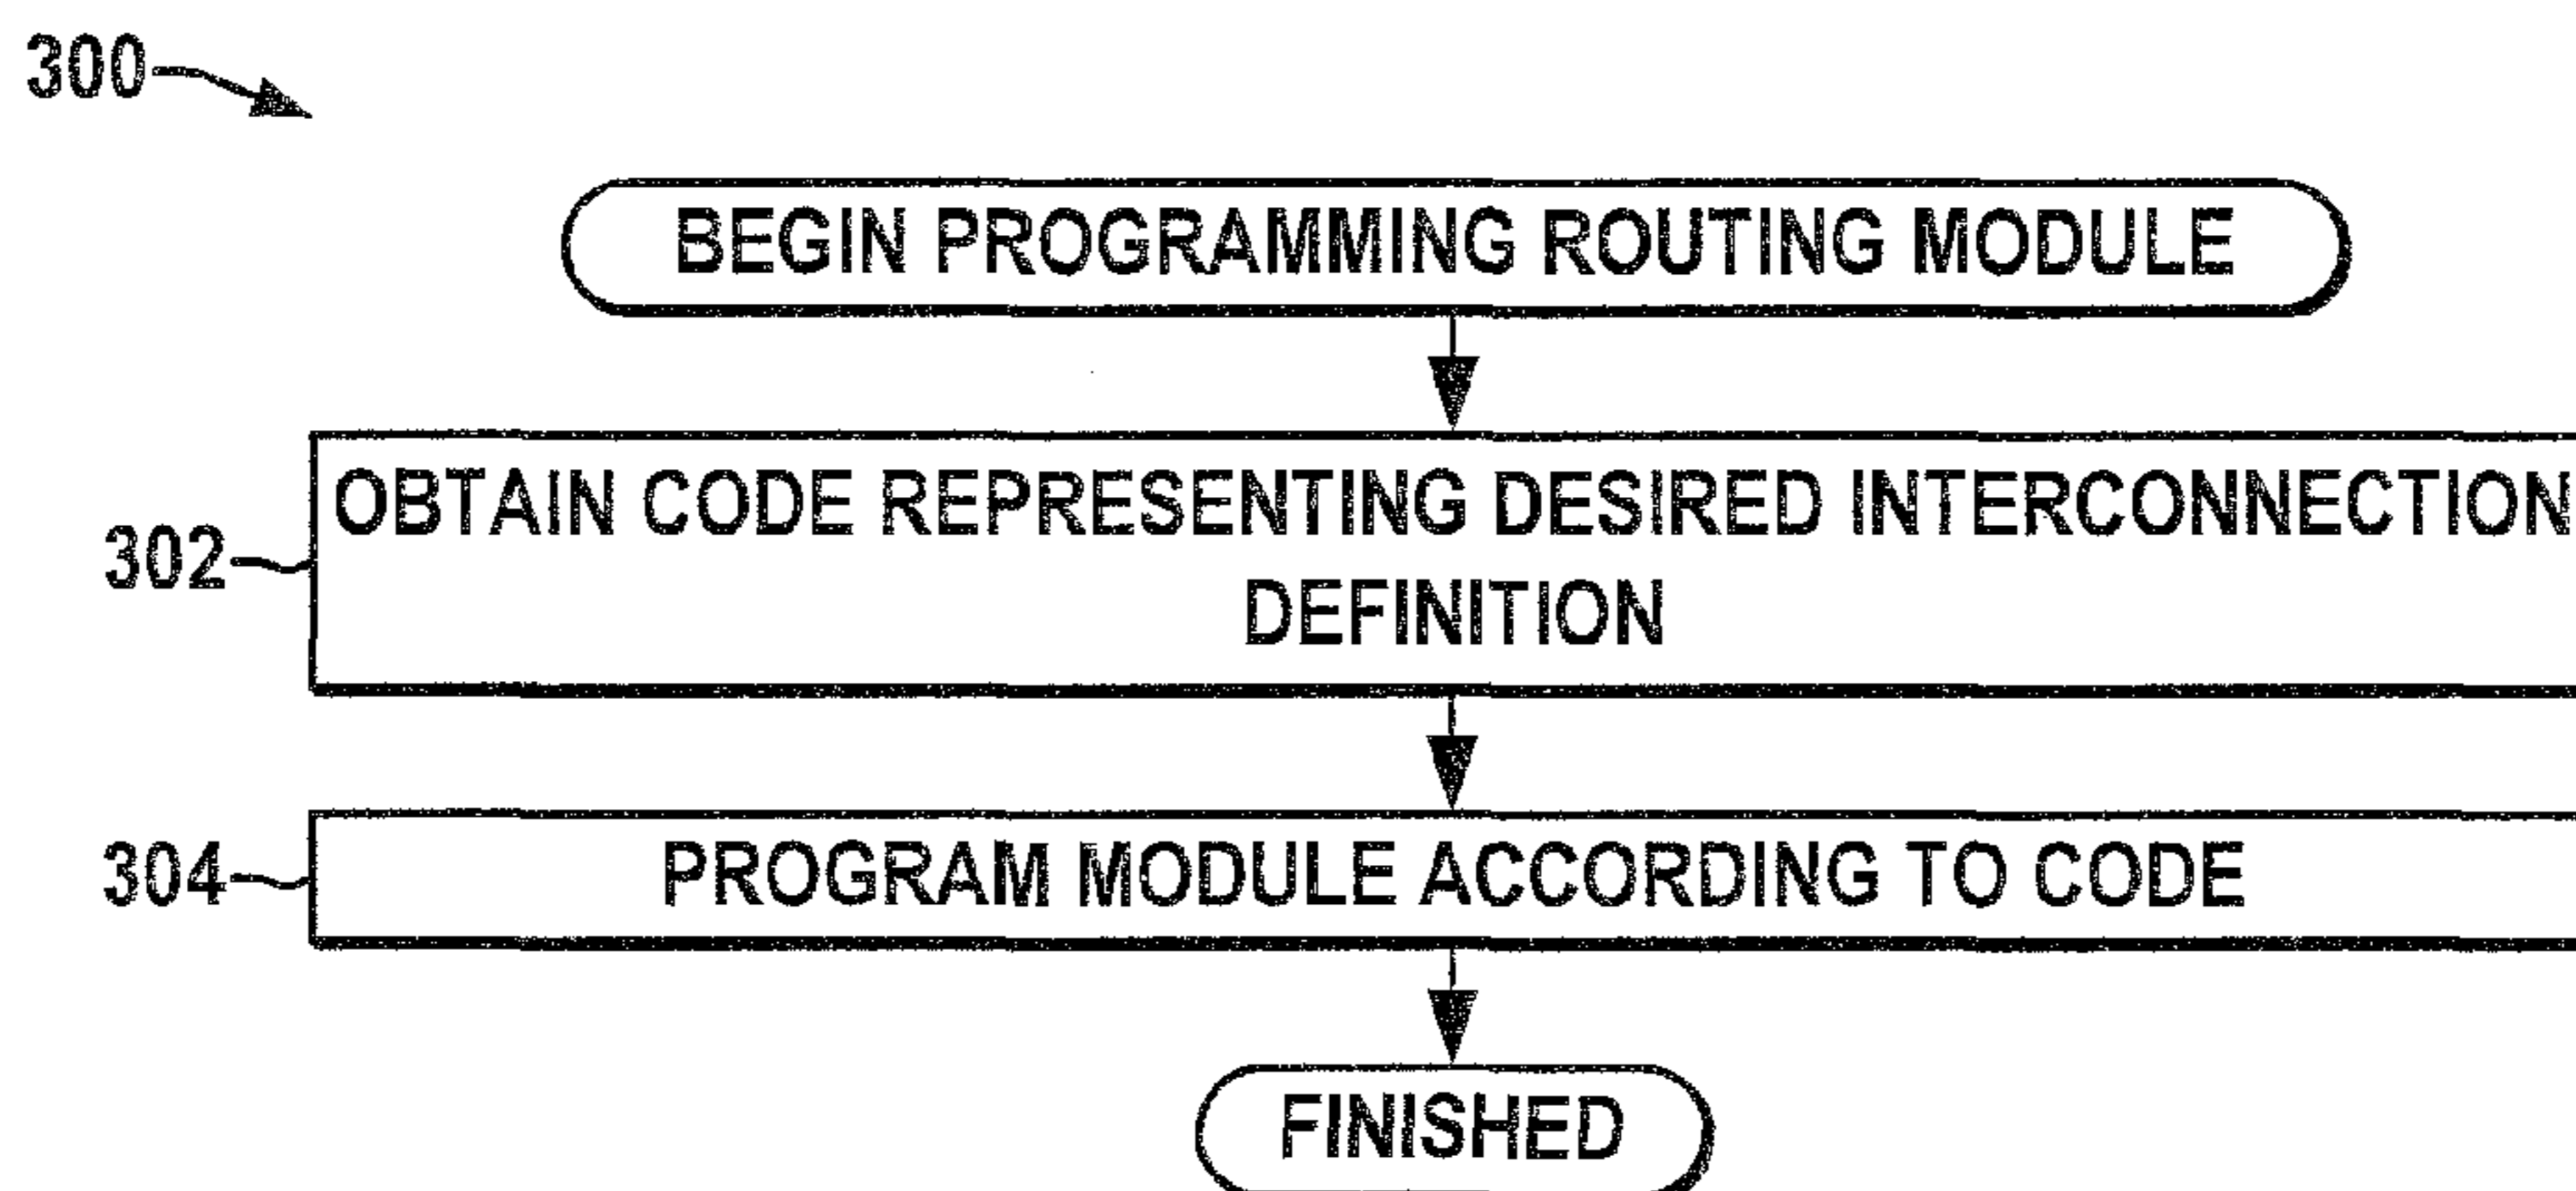 300
BEGIN PROGRAMMING ROUTING MODULE
OBTAIN CODE REPRESENTING DESIRED INTERCONNECTION
302
DEFINITION
304
PROGRAM MODULE ACCORDING TO CODE
FINISHED